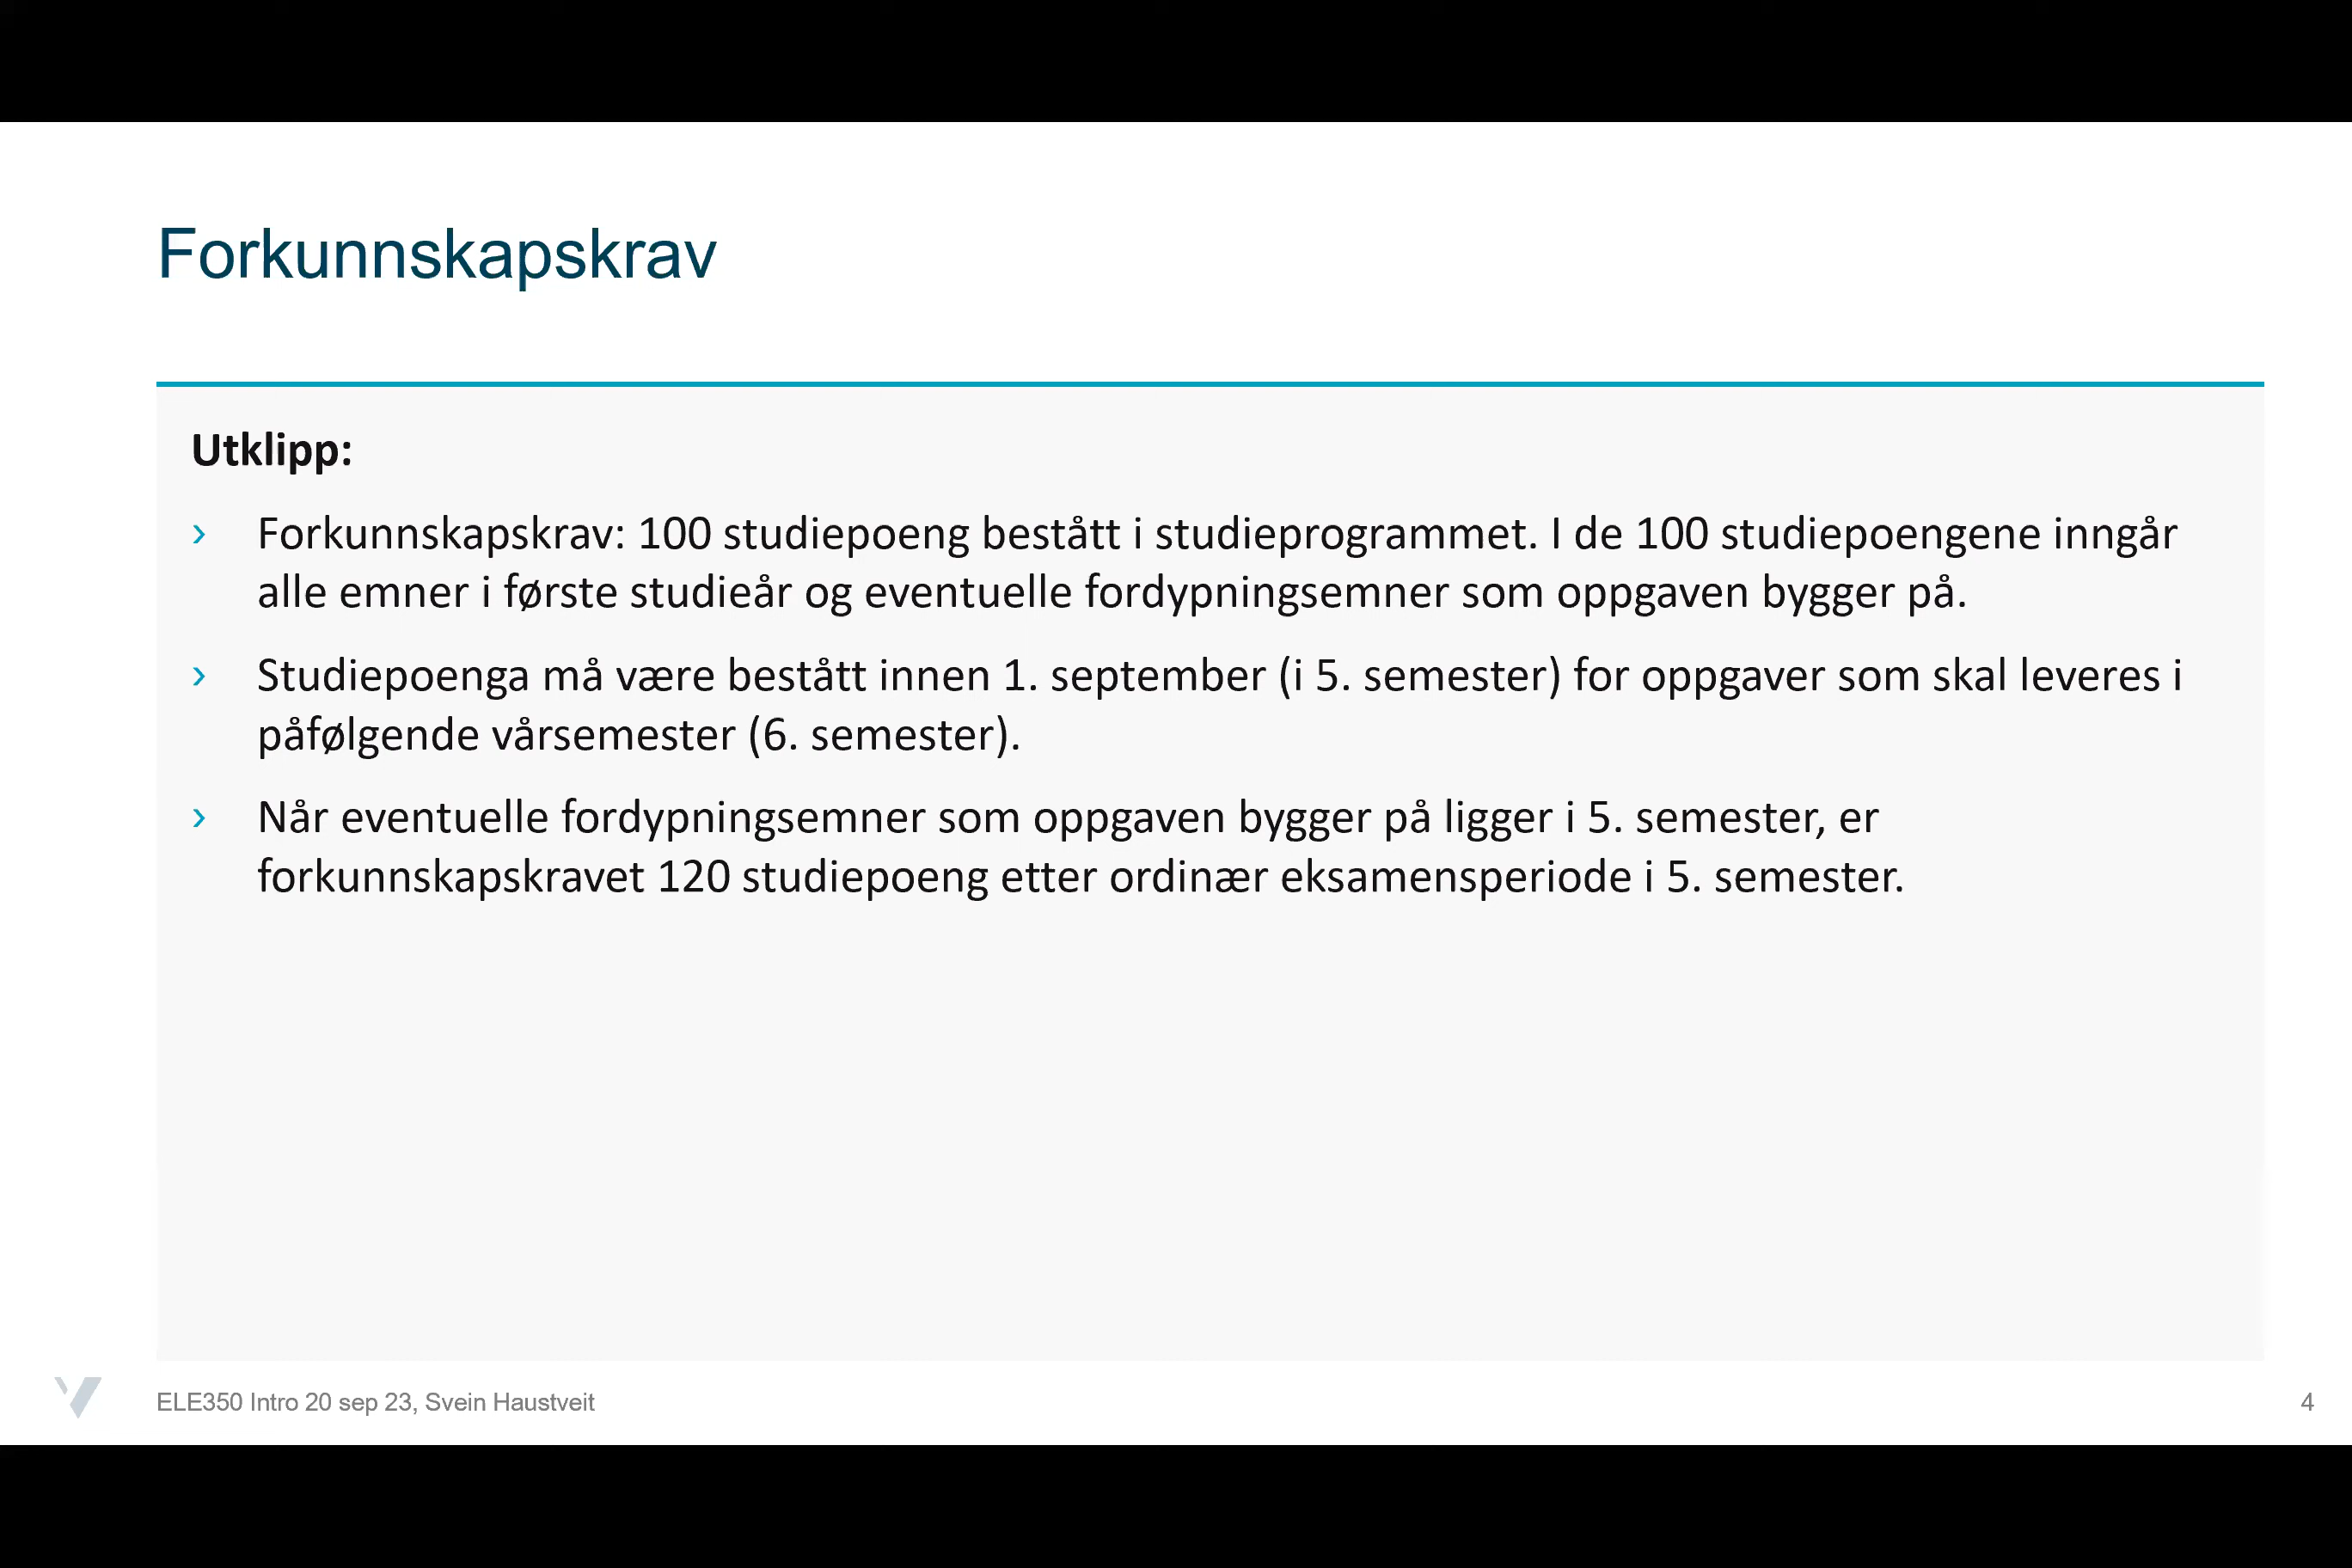 Forkunnskapskrav
Utklipp:
› Forkunnskapskrav: 100 studiepoeng bestått i studieprogrammet. I de 100 studiepoengene inngår
alle emner i første studieår og eventuelle fordypningsemner som oppgaven bygger på.
› Studiepoenga må være bestått innen 1. september (i 5. semester) for oppgaver som skal leveres i
påfølgende vårsemester (6. semester).
› Når eventuelle fordypningsemner som oppgaven bygger på ligger i 5. semester, er
forkunnskapskravet 120 studiepoeng etter ordinær eksamensperiode i 5. semester.
ELE350 Intro 20 sep 23, Svein Haustveit
4